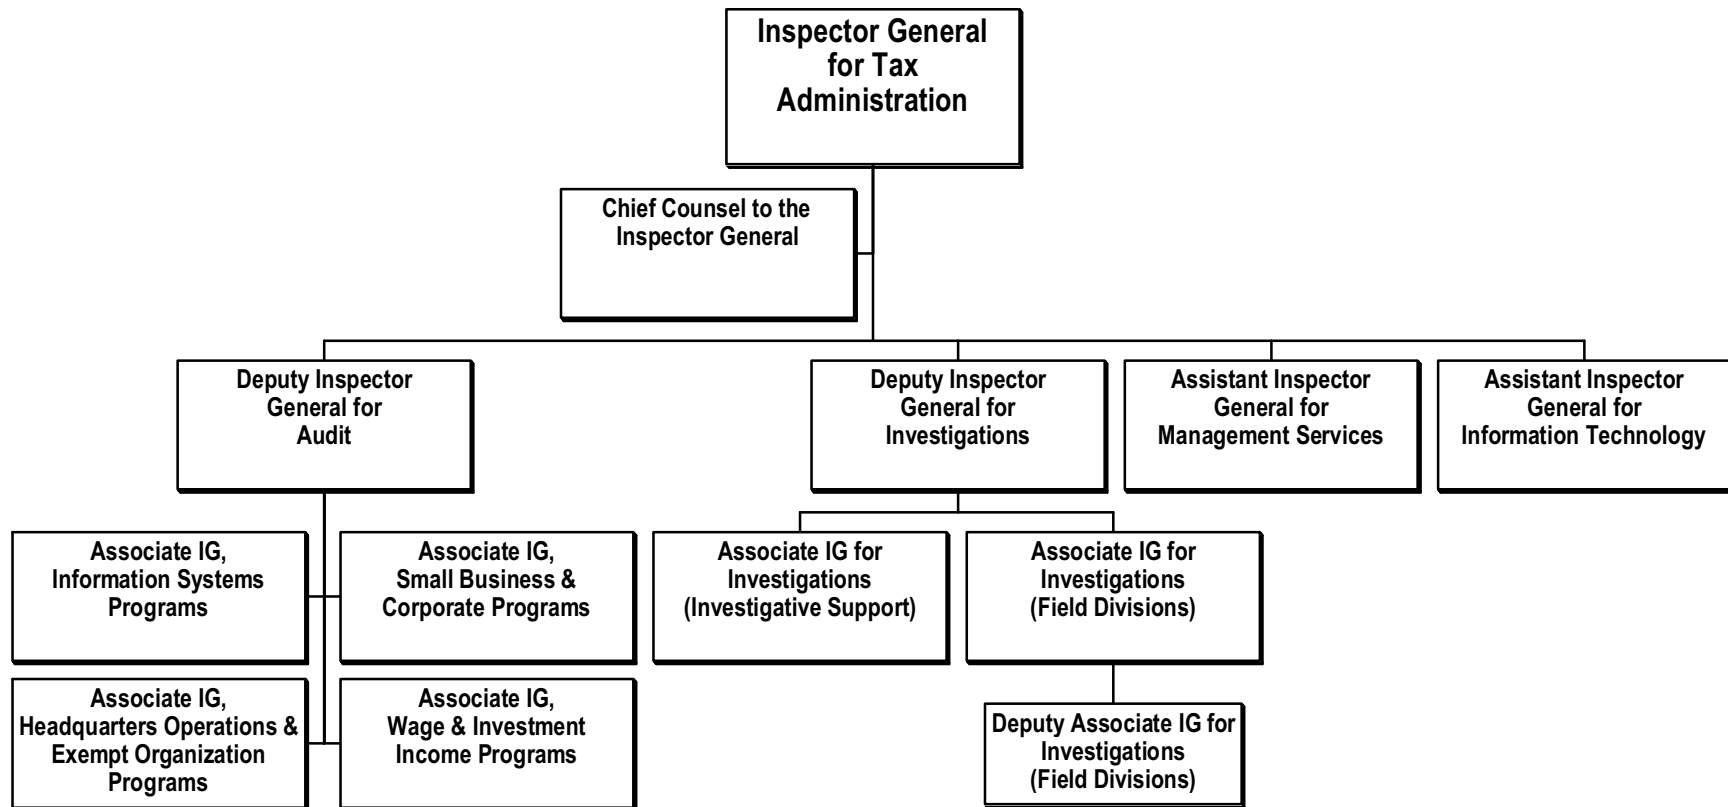 Inspector General
for Tax
Administration
Chief Counsel to the
Inspector General
Deputy Inspector
General for
Audit
Deputy Inspector
General for
Investigations
Assistant Inspector
General for
Management Services
Assistant Inspector
General for
Information Technology
Associate IG,
Information Systems
Programs
Associate IG,
Small Business &
Corporate Programs
Associate IG for
Investigations
(Investigative Support)
Associate IG for
Investigations
(Field Divisions)
Associate IG,
Headquarters Operations &
Exempt Organization
Programs
Associate IG,
Wage & Investment
Income Programs
Deputy Associate IG for
Investigations
(Field Divisions)